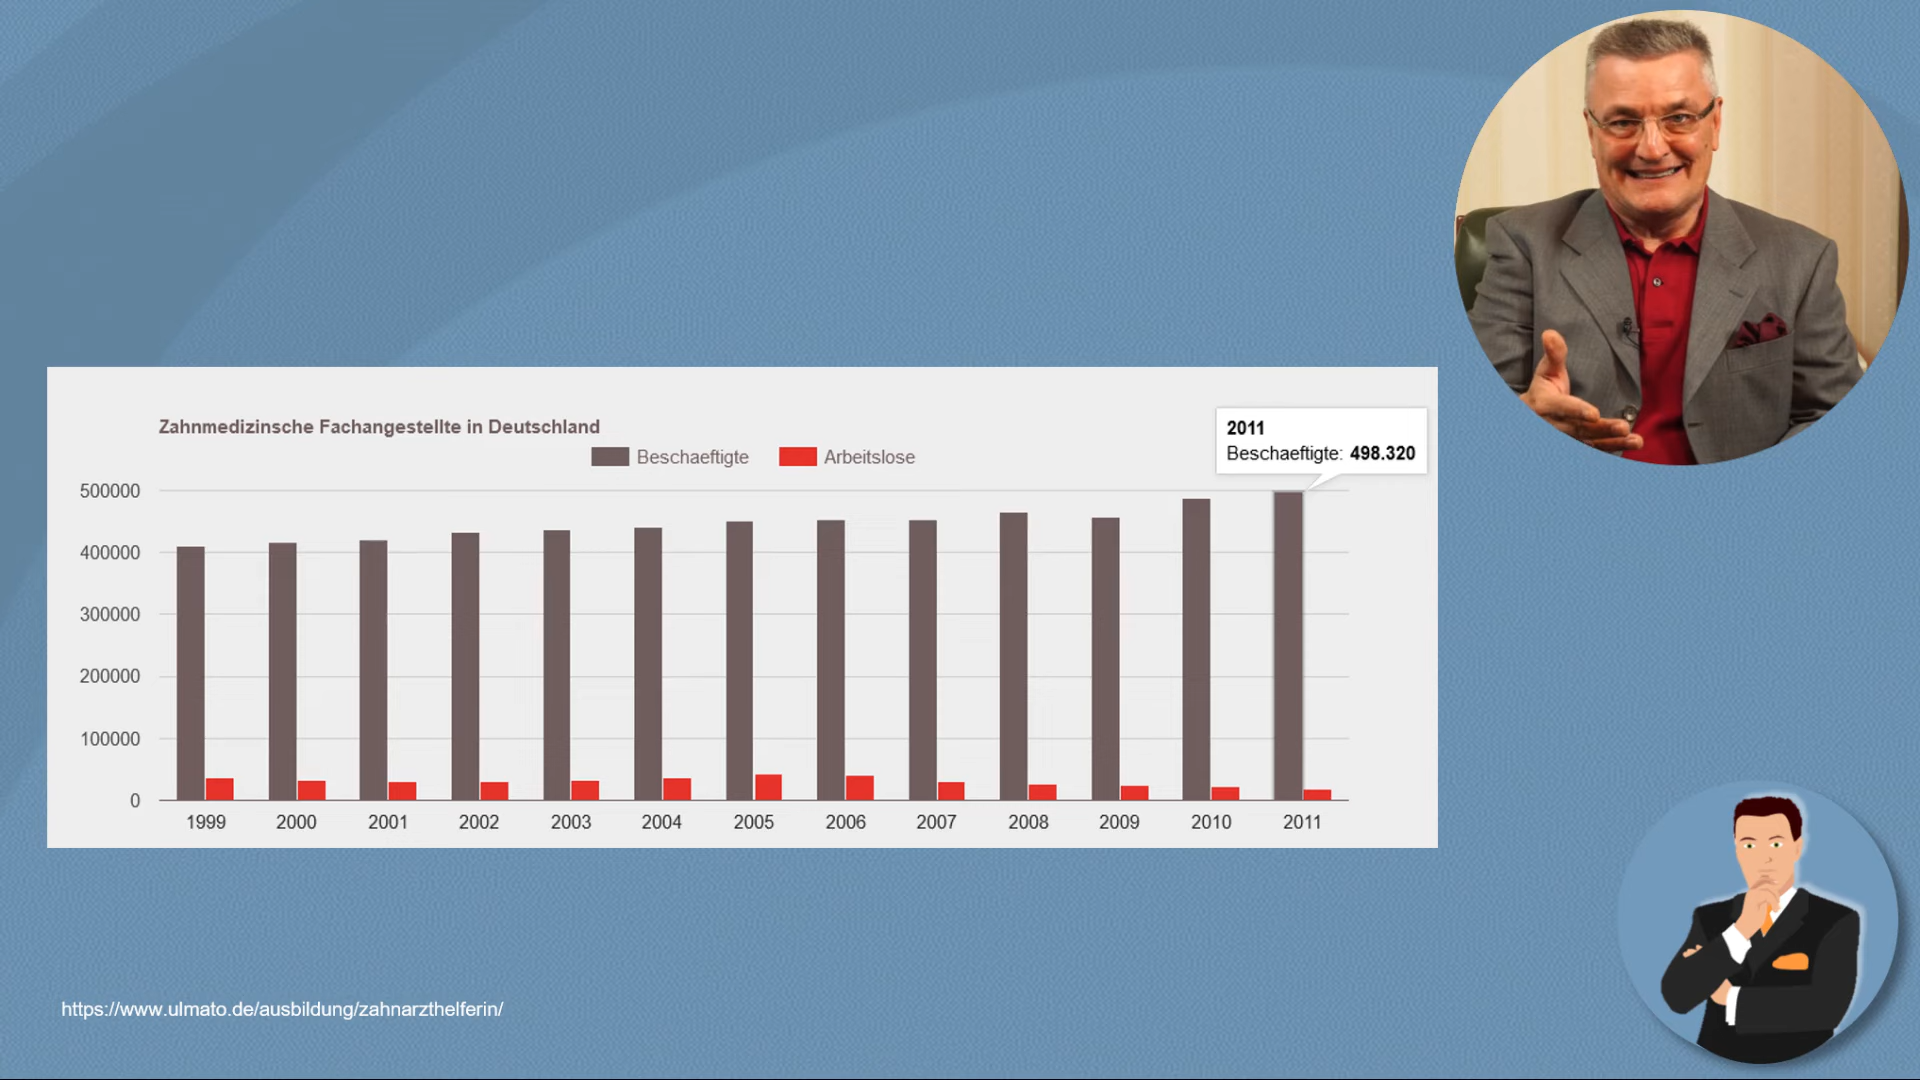 Zahnmedizinsche Fachangestellte in Deutschland
Beschaeftigte Arbeitslose
2011
Beschaeftigte: 498.320
500000
400000
300000
200000
100000
0
1999 2000 2001 2002 2003 2004 2005 2006 2007 2008 2009 2010 2011
https://www.ulmato.de/ausbildung/zahnarzthelferin/